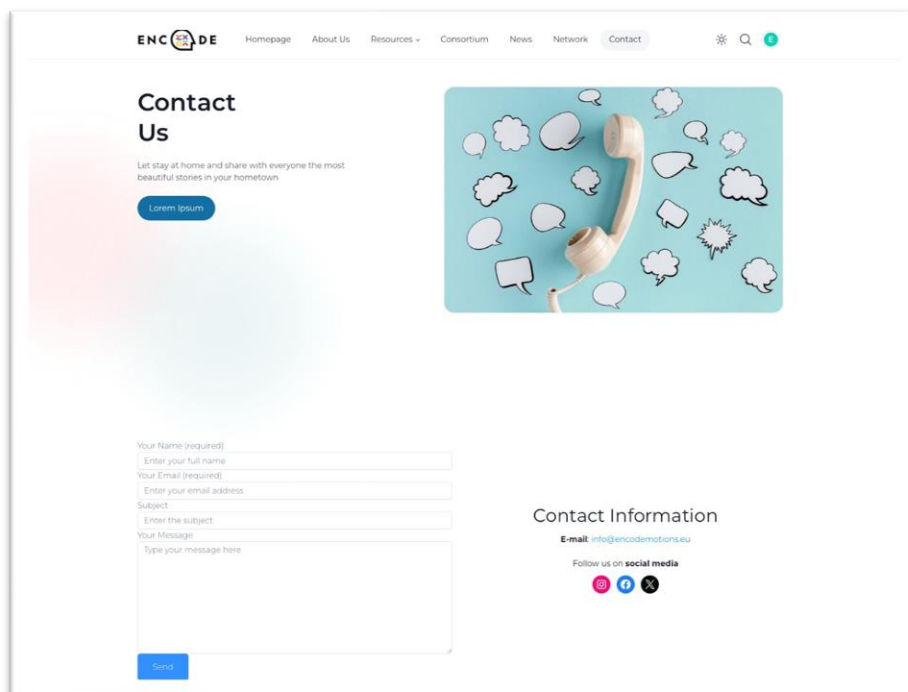 ENCODE Homepage About Us Resources Consortium News Network Contact E
Contact
Us
Let stay at home and share with everyone the most
beautiful stories in your hometown
Lorem Ipsum
Your Name (required)
Enter your full name
Your Email (required)
Enter your email address
Subject
Enter the subject
Your Message
Type your message here
Send
Contact Information
E-mail: info@encodemotions.eu
Follow us on social media